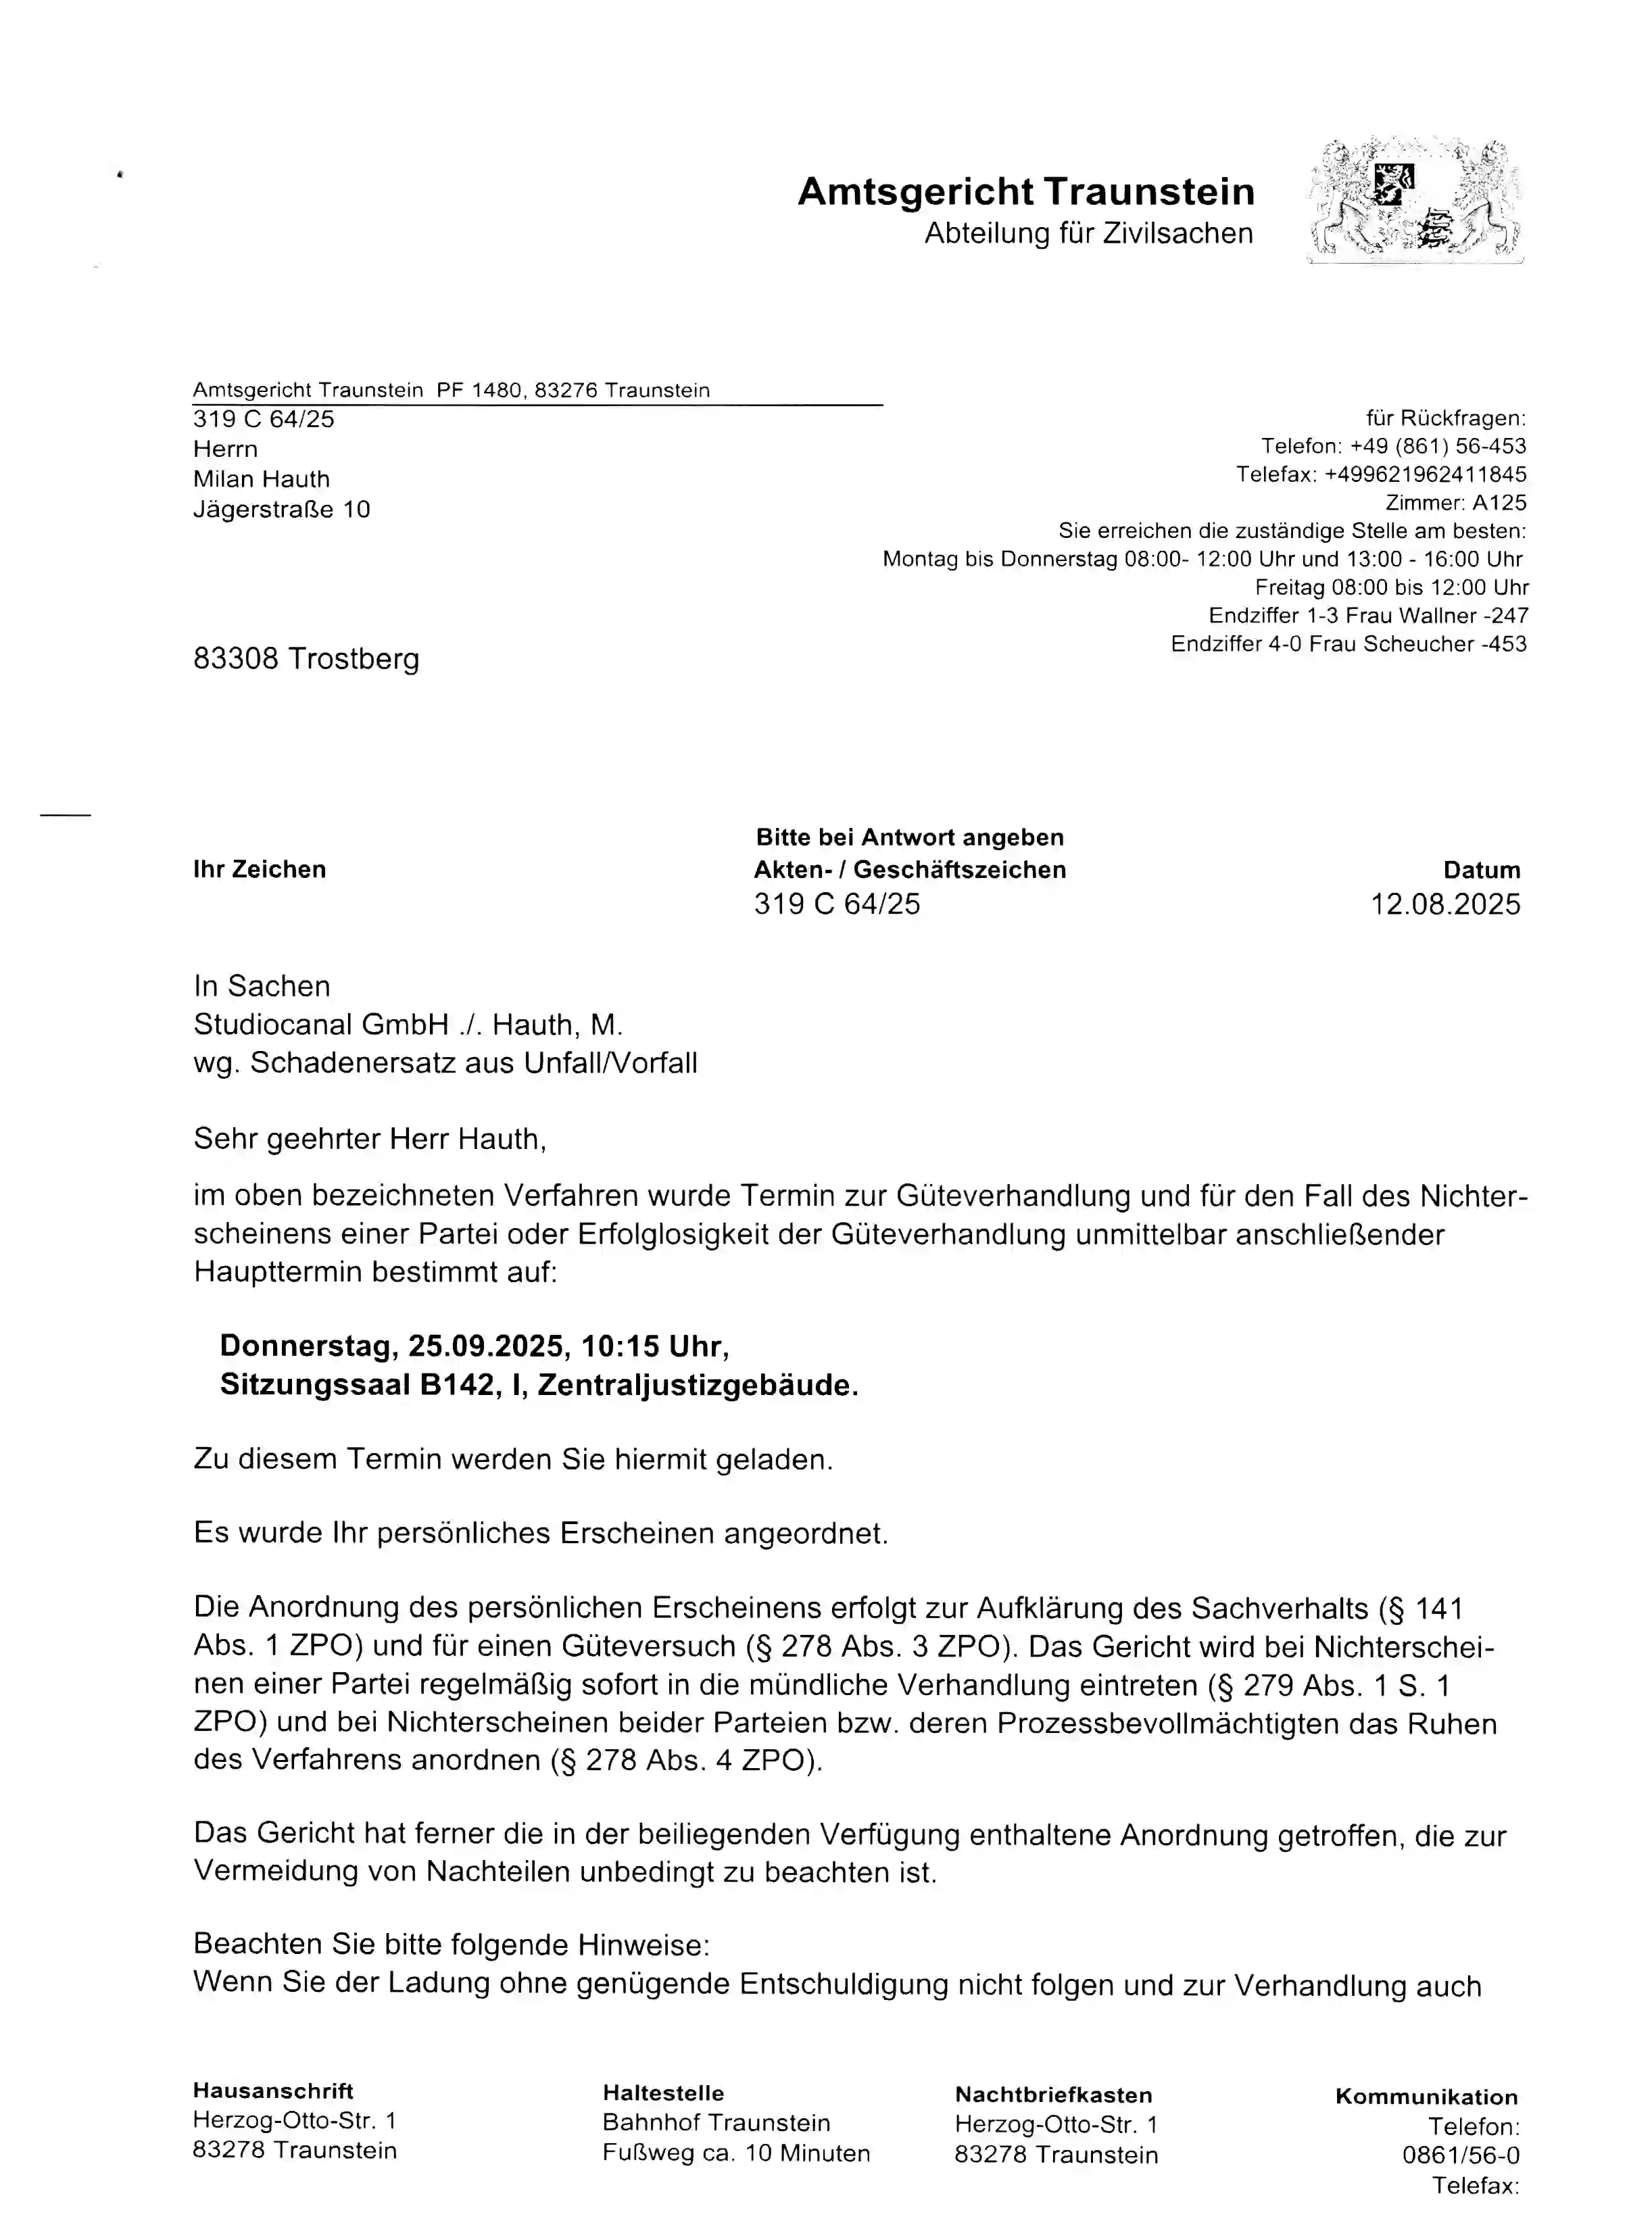 Amtsgericht Traunstein
Abteilung für Zivilsachen
Amtsgericht Traunstein PF 1480, 83276 Traunstein
319 C 64/25
Herrn
Milan Hauth
Jägerstraße 10
83308 Trostberg
für Rückfragen:
Telefon: +49 (861) 56-453
Telefax: +499621962411845
Zimmer: A125
Sie erreichen die zuständige Stelle am besten:
Montag bis Donnerstag 08:00- 12:00 Uhr und 13:00 - 16:00 Uhr
Freitag 08:00 bis 12:00 Uhr
Endziffer 1-3 Frau Wallner -247
Endziffer 4-0 Frau Scheucher -453
Ihr Zeichen
Bitte bei Antwort angeben
Akten- / Geschäftszeichen
319 C 64/25
Datum
12.08.2025
In Sachen
Studiocanal GmbH ./. Hauth, M.
wg. Schadenersatz aus Unfall/Vorfall
Sehr geehrter Herr Hauth,
im oben bezeichneten Verfahren wurde Termin zur Güteverhandlung und für den Fall des Nichter-
scheinens einer Partei oder Erfolglosigkeit der Güteverhandlung unmittelbar anschließender
Haupttermin bestimmt auf:
Donnerstag, 25.09.2025, 10:15 Uhr,
Sitzungssaal B142, I, Zentraljustizgebäude.
Zu diesem Termin werden Sie hiermit geladen.
Es wurde Ihr persönliches Erscheinen angeordnet.
Die Anordnung des persönlichen Erscheinens erfolgt zur Aufklärung des Sachverhalts (§ 141
Abs. 1 ZPO) und für einen Güteversuch (§ 278 Abs. 3 ZPO). Das Gericht wird bei Nichterschei-
nen einer Partei regelmäßig sofort in die mündliche Verhandlung eintreten (§ 279 Abs. 1 S. 1
ZPO) und bei Nichterscheinen beider Parteien bzw. deren Prozessbevollmächtigten das Ruhen
des Verfahrens anordnen (§ 278 Abs. 4 ZPO).
Das Gericht hat ferner die in der beiliegenden Verfügung enthaltene Anordnung getroffen, die zur
Vermeidung von Nachteilen unbedingt zu beachten ist.
Beachten Sie bitte folgende Hinweise:
Wenn Sie der Ladung ohne genügende Entschuldigung nicht folgen und zur Verhandlung auch
Hausanschrift
Herzog-Otto-Str. 1
83278 Traunstein
Haltestelle
Bahnhof Traunstein
Fußweg ca. 10 Minuten
Nachtbriefkasten
Herzog-Otto-Str. 1
83278 Traunstein
Kommunikation
Telefon:
0861/56-0
Telefax: